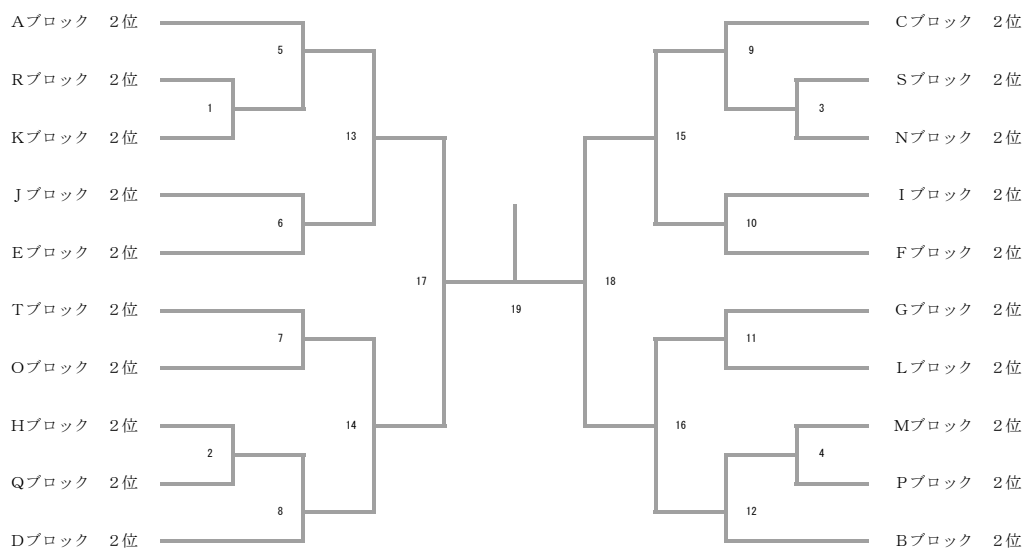 Aブロック　2位
Cブロック　2位
5
9
Rブロック　2位
Sブロック　2位
1
3
Kブロック　2位
13
15
Nブロック　2位
Jブロック　2位
Iブロック　2位
6
10
Eブロック　2位
Fブロック　2位
17
18
Tブロック　2位
19
Gブロック　2位
7
11
Oブロック　2位
Lブロック　2位
Hブロック　2位
14
16
Mブロック　2位
2
4
Qブロック　2位
Pブロック　2位
8
12
Dブロック　2位
Bブロック　2位